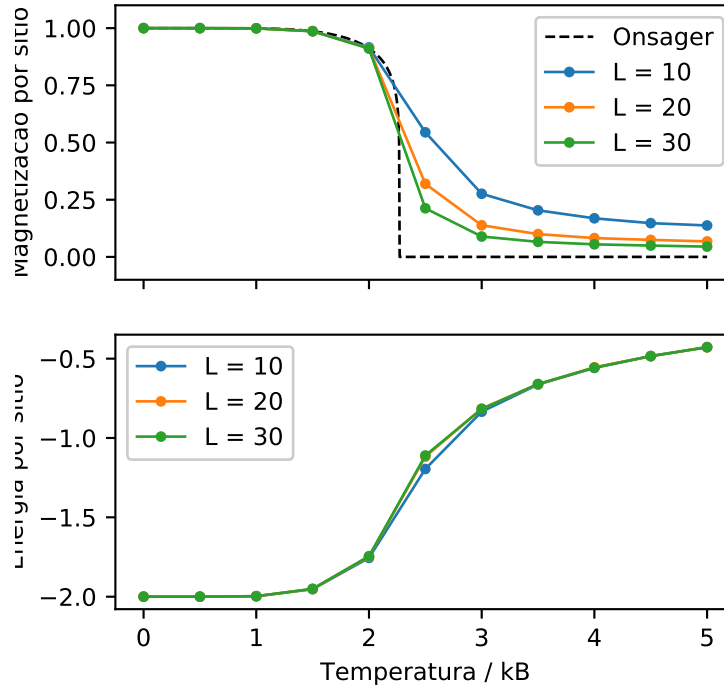 Magnetizacao por sitio
1.00
0.75
0.50
0.25
0.00
Onsager
L = 10
L = 20
L = 30
Energia por sitio
−0.5
−1.0
−1.5
−2.0
L = 10
L = 20
L = 30
0
1
2
3
4
5
Temperatura / kB